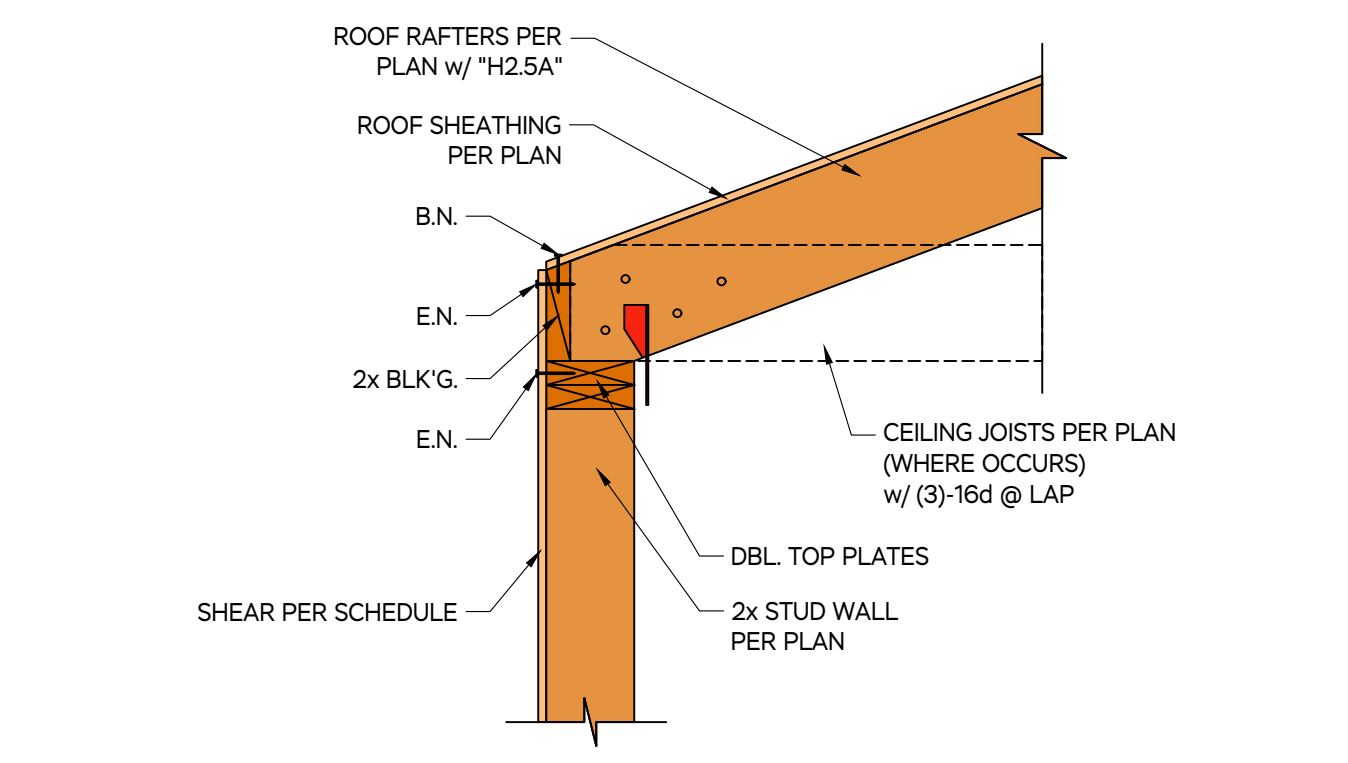 ROOF RAFTERS PER
PLAN w/ "H2.5A"
ROOF SHEATHING
PER PLAN
B.N.
E.N.
2x BLK'G.
E.N.
CEILING JOISTS PER PLAN
(WHERE OCCURS)
w/ (3)-16d @ LAP
DBL. TOP PLATES
SHEAR PER SCHEDULE
2x STUD WALL
PER PLAN